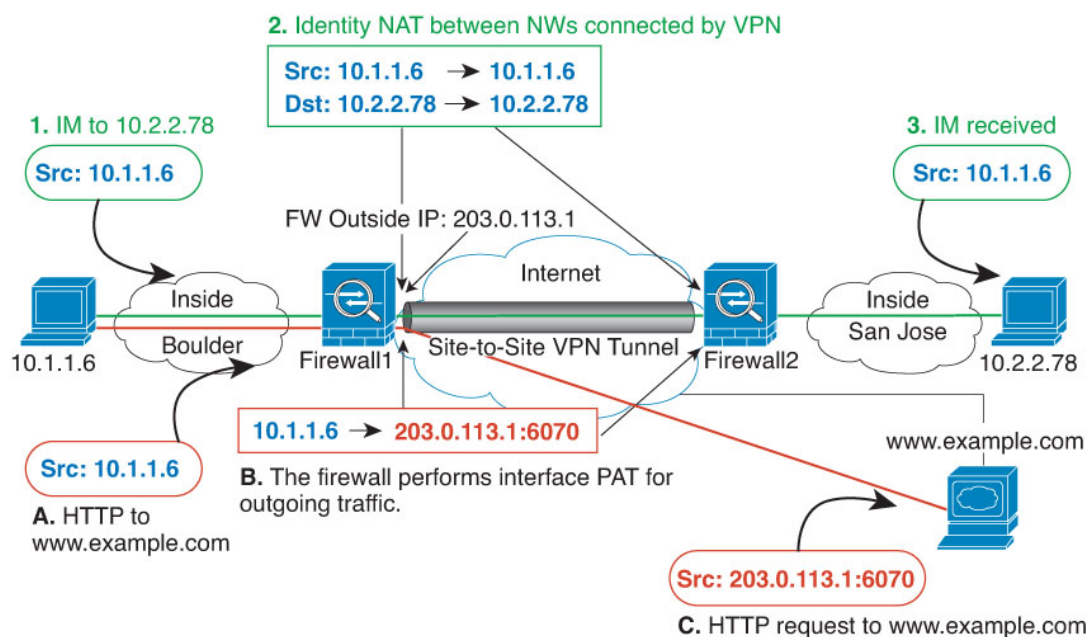 2. Identity NAT between NWs connected by VPN
Src: 10.1.1.6 → 10.1.1.6
Dst: 10.2.2.78 → 10.2.2.78
1. IM to 10.2.2.78
Src: 10.1.1.6
3. IM received
Src: 10.1.1.6
FW Outside IP: 203.0.113.1
Internet
Inside
Boulder
Inside
San Jose
10.1.1.6
Firewall1
Site-to-Site VPN Tunnel
Firewall2
10.2.2.78
10.1.1.6 → 203.0.113.1:6070
B. The firewall performs interface PAT for
outgoing traffic.
Src: 10.1.1.6
A. HTTP to
www.example.com
www.example.com
Src: 203.0.113.1:6070
C. HTTP request to www.example.com